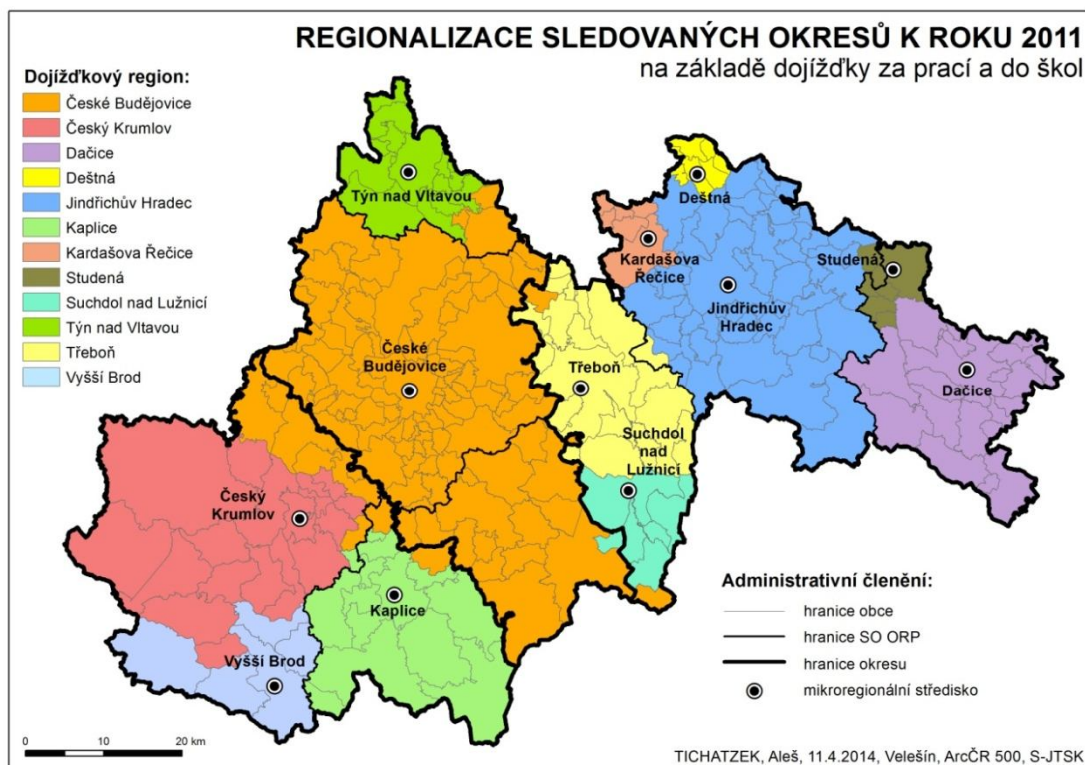 REGIONALIZACE SLEDOVANÝCH OKRESŮ K ROKU 2011
na základě dojížďky za prací a do škol
Dojížďkový region:
České Budějovice
Český Krumlov
Dačice
Deštná
Jindřichův Hradec
Kaplice
Kardašova Řečice
Studená
Suchdol nad Lužnicí
Týn nad Vltavou
Třeboň
Vyšší Brod
Týn nad Vltavou
Deštná
Kardašova
Řečice
Studená
Jindřichův
Hradec
České
Budějovice
Třeboň
Dačice
Suchdol
nad
Lužnicí
Český
Krumlov
Kaplice
Vyšší Brod
Administrativní členění:
hranice obce
hranice SO ORP
hranice okresu
mikroregionální středisko
0 10 20 km
TICHATZEK, Aleš, 11.4.2014, Velešín, ArcČR 500, S-JTSK